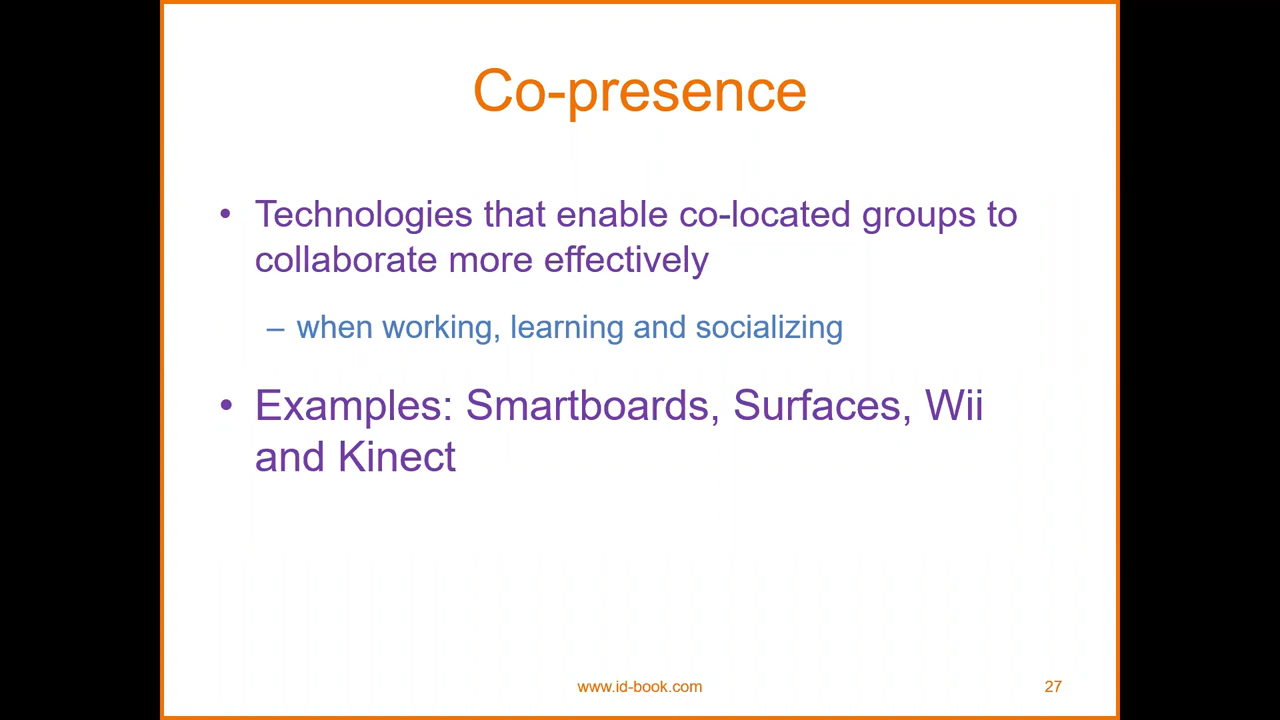 Co-presence
• Technologies that enable co-located groups to
collaborate more effectively
– when working, learning and socializing
• Examples: Smartboards, Surfaces, Wii
and Kinect
www.id-book.com
27